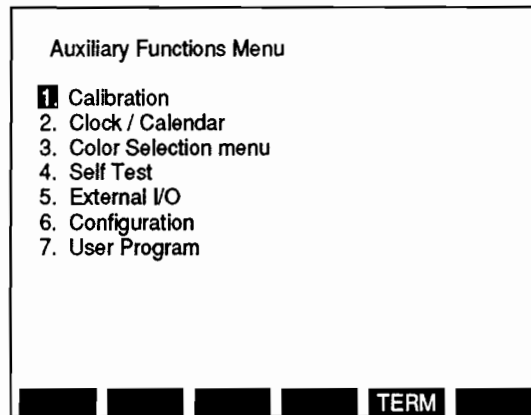 Auxiliary Functions Menu
1. Calibration
2. Clock / Calendar
3. Color Selection menu
4. Self Test
5. External I/O
6. Configuration
7. User Program
TERM